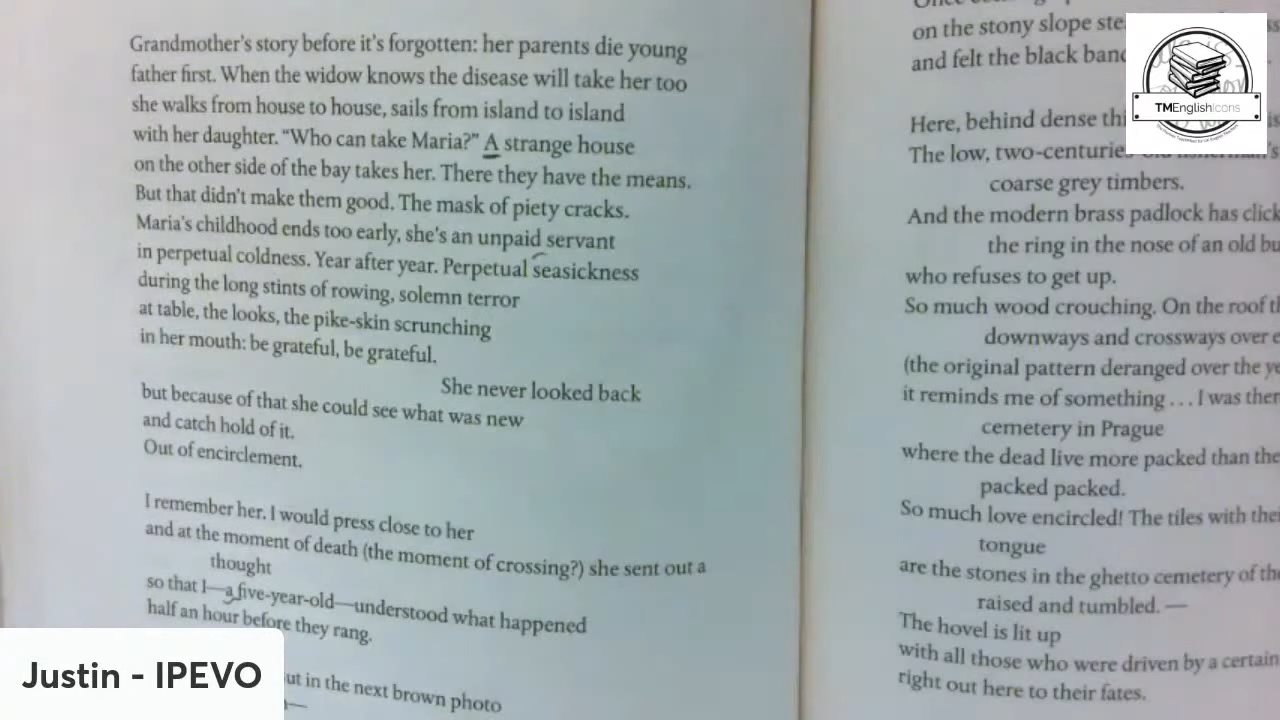 Grandmother's story before it's forgotten: her parents die young
father first. When the widow knows the disease will take her too
she walks from house to house, sails from island to island
with her daughter. "Who can take Maria?" A strange house
on the other side of the bay takes her. There they have the means.
But that didn't make them good. The mask of piety cracks.
Maria's childhood ends too early, she's an unpaid servant
in perpetual coldness. Year after year. Perpetual seasickness
during the long stints of rowing, solemn terror
at table, the looks, the pike-skin scrunching
in her mouth: be grateful, be grateful.
She never looked back
but because of that she could see what was new
and catch hold of it.
Out of encirclement.
I remember her. I would press close to her
and at the moment of death (the moment of crossing?) she sent out a
thought
so that I—a five-year-old—understood what happened
half an hour before they rang.
in the next brown photo
on the stony slope
and felt the black
Here, behind dense
The low,
coarse grey timbers.
And the modern brass padlock has
the ring in the nose of an old
who refuses to get up.
So much wood crouching. On the roof
downways and crossways over
(the original pattern deranged over the
it reminds me of something ... I was
cemetery in Prague
where the dead live more packed than
packed packed.
So much love encircled! The tiles with
tongue
are the stones in the ghetto cemetery of
raised and tumbled. —
The hovel is lit up
with all those who were driven by a certain
right out here to their fates.
TMEnglishIcons
Justin - IPEVO